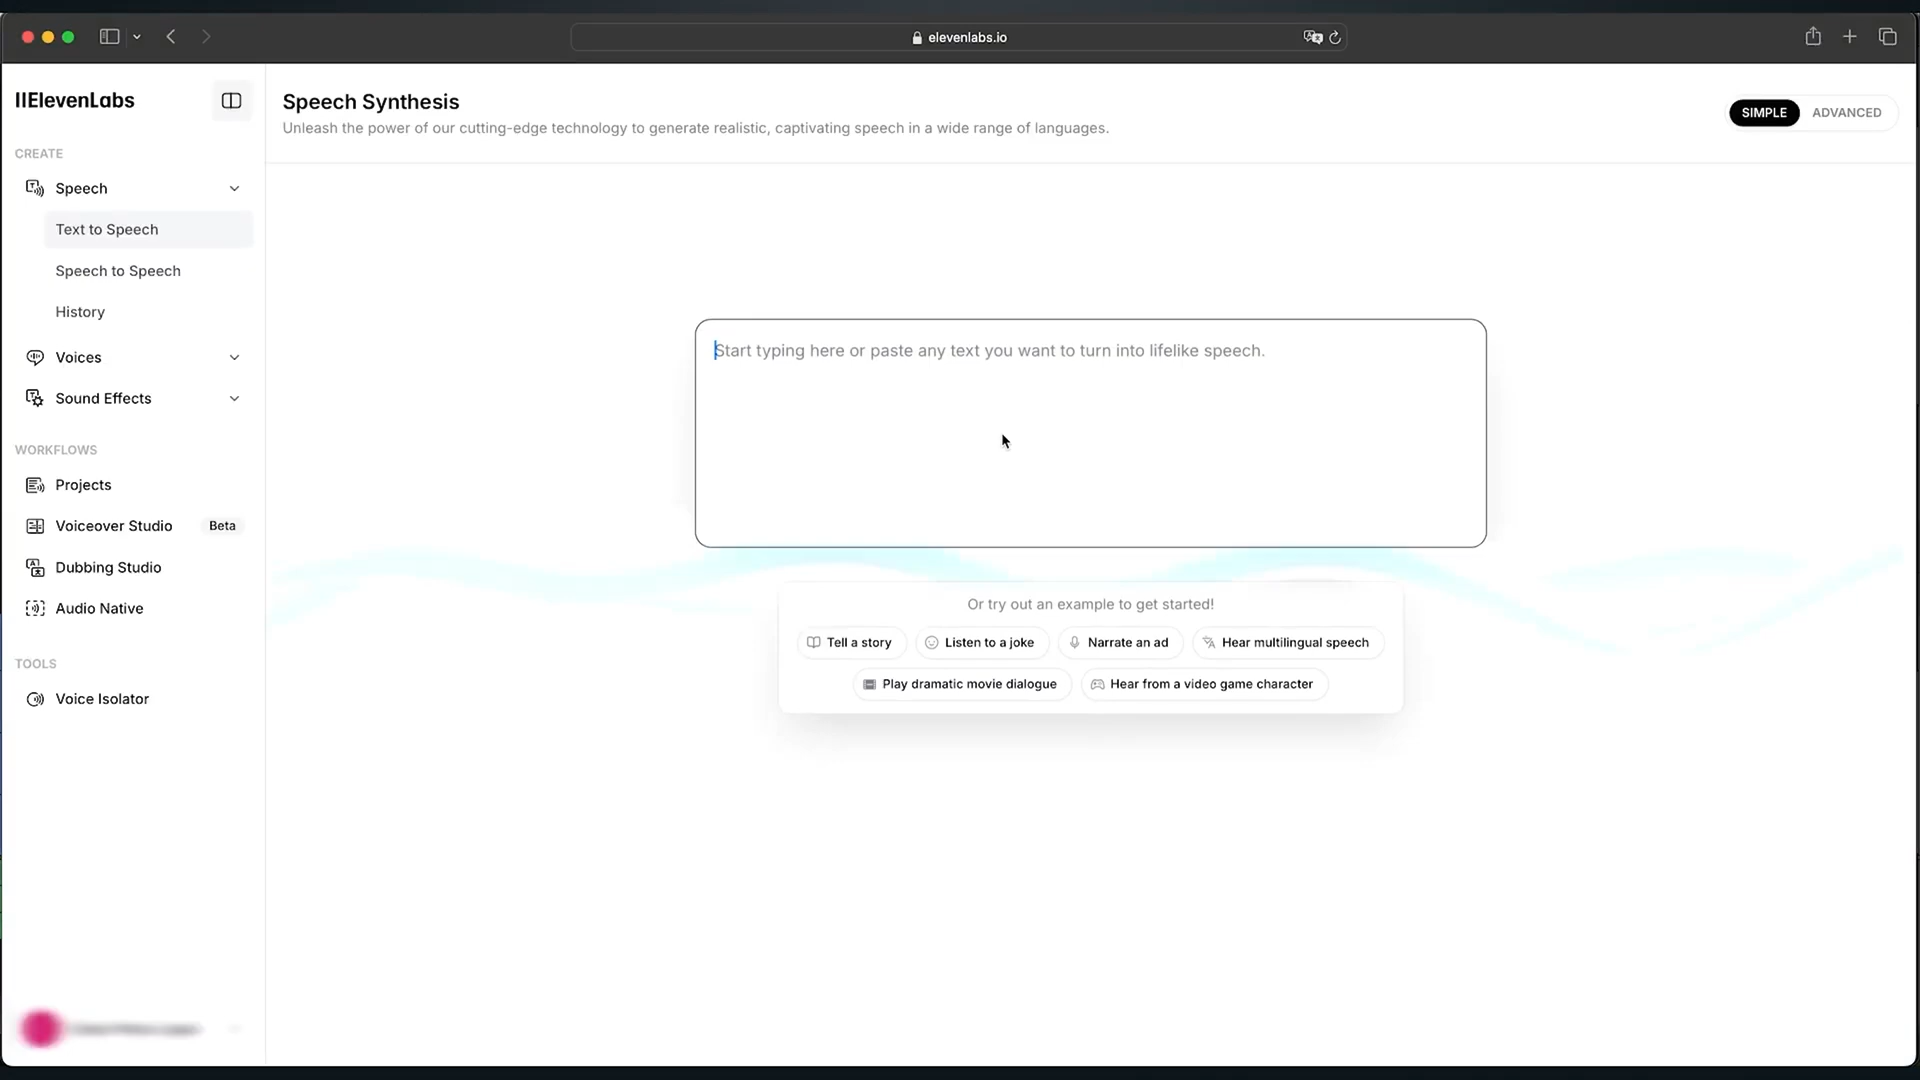 elevenlabs.io
IIElevenLabs
Speech Synthesis
Unleash the power of our cutting-edge technology to generate realistic, captivating speech in a wide range of languages.
SIMPLE
ADVANCED
CREATE
Speech
Text to Speech
Speech to Speech
History
Voices
Sound Effects
WORKFLOWS
Projects
Voiceover Studio Beta
Dubbing Studio
Audio Native
TOOLS
Voice Isolator
Start typing here or paste any text you want to turn into lifelike speech.
Or try out an example to get started!
Tell a story
Listen to a joke
Narrate an ad
Hear multilingual speech
Play dramatic movie dialogue
Hear from a video game character